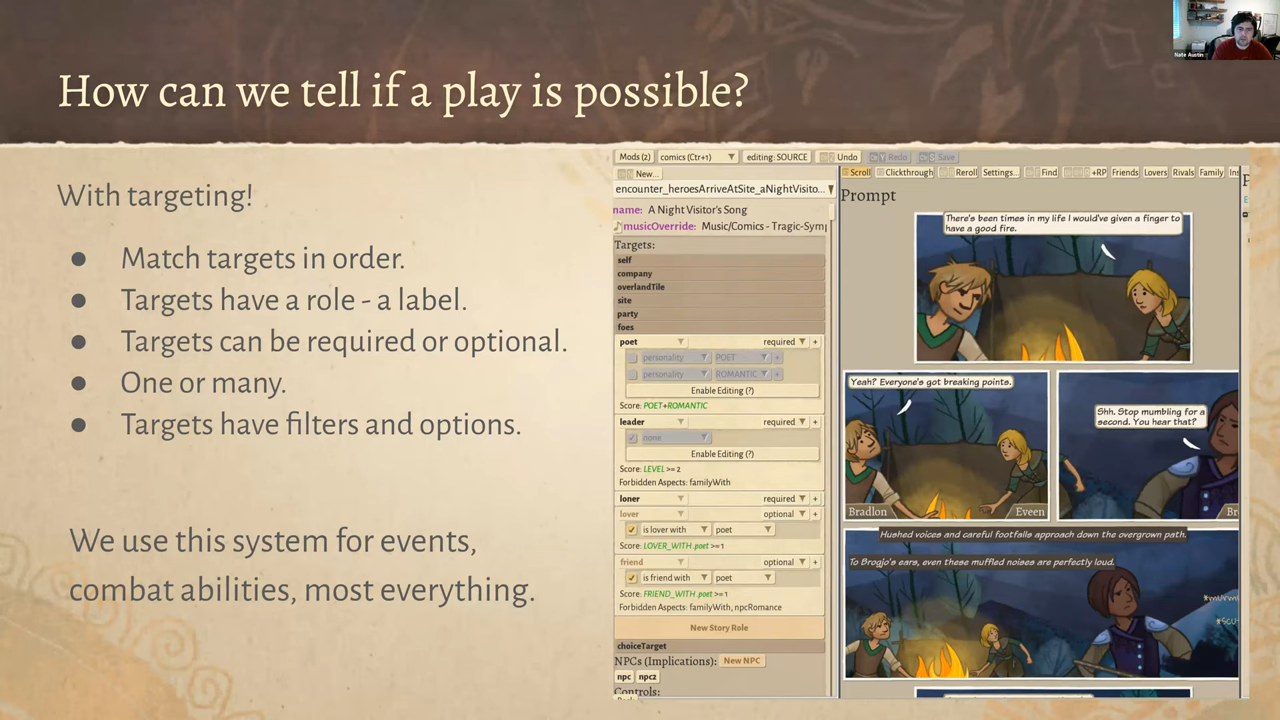 Nate Austin
How can we tell if a play is possible?
With targeting!
● Match targets in order.
● Targets have a role - a label.
● Targets can be required or optional.
● One or many.
● Targets have filters and options.
We use this system for events,
combat abilities, most everything.
Mods (2) comics (Ctr+1) editing: SOURCE Undo Redo Save
New...
encounter_heroesArriveAtSite_aNightVisito...
name: A Night Visitor's Song
musicOverride: Music/Comics - Tragic-Sym
Targets:
self
company
overlandTile
site
party
foes
poet required +
personality POET +
personality ROMANTIC +
Enable Editing (?)
Score: POET+ROMANTIC
leader required +
none
Enable Editing (?)
Score: LEVEL >= 2
Forbidden Aspects: familyWith
loner required +
lover optional +
is lover with poet
Score: LOVER_WITH.poet >= 1
friend optional +
is friend with poet
Score: FRIEND_WITH.poet >= 1
Forbidden Aspects: familyWith, npcRomance
New Story Role
choiceTarget
NPCs (Implications): New NPC
npc npc2
Controls:
Scroll Clickthrough Reroll Settings... Find +RP Friends Lovers Rivals Family
Prompt
There's been times in my life I would've given a finger to
have a good fire.
Yeah? Everyone's got breaking points.
Bradlon Eveen
Shh. Stop mumbling for a
second. You hear that?
Br
Hushed voices and careful footfalls approach down the overgrown path.
To Brogjo's ears, even these muffled noises are perfectly loud.